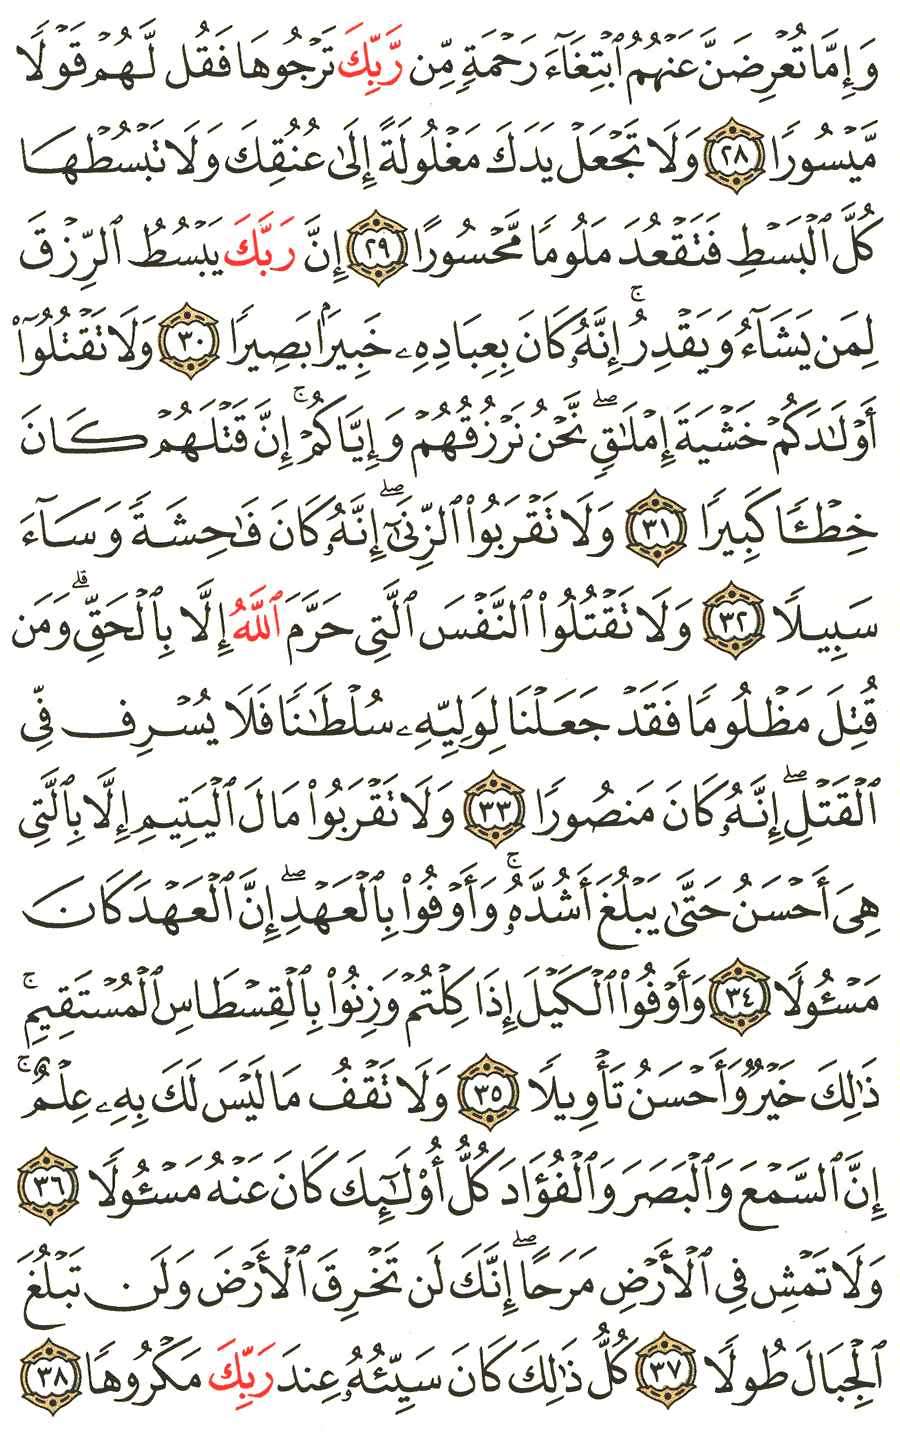 وَإِمَّا تُعْرِضَنَّ عَنْهُمُ ٱبْتِغَآءَ رَحْمَةٍ مِّن رَّبِّكَ تَرْجُوهَا فَقُل لَّهُمْ قَوْلًا
مَّيْسُورًا ٢٨ وَلَا تَجْعَلْ يَدَكَ مَغْلُولَةً إِلَىٰ عُنُقِكَ وَلَا تَبْسُطْهَا
كُلَّ ٱلْبَسْطِ فَتَقْعُدَ مَلُومًا مَّحْسُورًا ٢٩ إِنَّ رَبَّكَ يَبْسُطُ ٱلرِّزْقَ
لِمَن يَشَآءُ وَيَقْدِرُ ۚ إِنَّهُۥ كَانَ بِعِبَادِهِۦ خَبِيرَۢا بَصِيرًا ٣٠ وَلَا تَقْتُلُوٓا۟
أَوْلَـٰدَكُمْ خَشْيَةَ إِمْلَـٰقٍ ۖ نَّحْنُ نَرْزُقُهُمْ وَإِيَّاكُمْ ۚ إِنَّ قَتْلَهُمْ كَانَ
خِطْـًٔا كَبِيرًا ٣١ وَلَا تَقْرَبُوا۟ ٱلزِّنَىٰٓ ۖ إِنَّهُۥ كَانَ فَـٰحِشَةً وَسَآءَ
سَبِيلًا ٣٢ وَلَا تَقْتُلُوا۟ ٱلنَّفْسَ ٱلَّتِى حَرَّمَ ٱللَّهُ إِلَّا بِٱلْحَقِّ ۗ وَمَن
قُتِلَ مَظْلُومًا فَقَدْ جَعَلْنَا لِوَلِيِّهِۦ سُلْطَـٰنًا فَلَا يُسْرِف فِّى
ٱلْقَتْلِ ۖ إِنَّهُۥ كَانَ مَنصُورًا ٣٣ وَلَا تَقْرَبُوا۟ مَالَ ٱلْيَتِيمِ إِلَّا بِٱلَّتِى
هِىَ أَحْسَنُ حَتَّىٰ يَبْلُغَ أَشُدَّهُۥ ۚ وَأَوْفُوا۟ بِٱلْعَهْدِ ۖ إِنَّ ٱلْعَهْدَ كَانَ
مَسْـُٔولًا ٣٤ وَأَوْفُوا۟ ٱلْكَيْلَ إِذَا كِلْتُمْ وَزِنُوا۟ بِٱلْقِسْطَاسِ ٱلْمُسْتَقِيمِ ۚ
ذَٰلِكَ خَيْرٌ وَأَحْسَنُ تَأْوِيلًا ٣٥ وَلَا تَقْفُ مَا لَيْسَ لَكَ بِهِۦ عِلْمٌ ۚ
إِنَّ ٱلسَّمْعَ وَٱلْبَصَرَ وَٱلْفُؤَادَ كُلُّ أُو۟لَـٰٓئِكَ كَانَ عَنْهُ مَسْـُٔولًا ٣٦
وَلَا تَمْشِ فِى ٱلْأَرْضِ مَرَحًا ۖ إِنَّكَ لَن تَخْرِقَ ٱلْأَرْضَ وَلَن تَبْلُغَ
ٱلْجِبَالَ طُولًا ٣٧ كُلُّ ذَٰلِكَ كَانَ سَيِّئُهُۥ عِندَ رَبِّكَ مَكْرُوهًا ٣٨